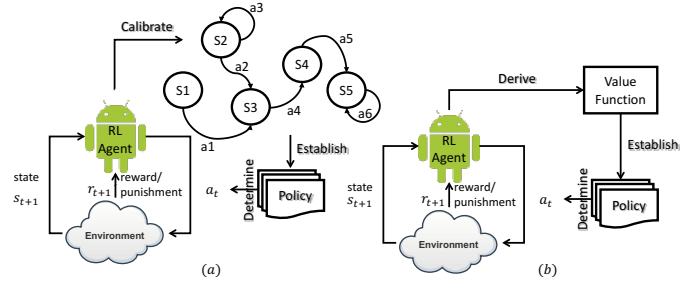 Calibrate
a3
S2
a2
a5
S4
S1
S3
a4
S5
a6
a1
RL
Agent
state
s_{t+1}
r_{t+1}
reward/
punishment
Environment
Establish
a_t
Determine
Policy
(a)
Derive
Value
Function
RL
Agent
state
s_{t+1}
r_{t+1}
reward/
punishment
Environment
Establish
a_t
Determine
Policy
(b)